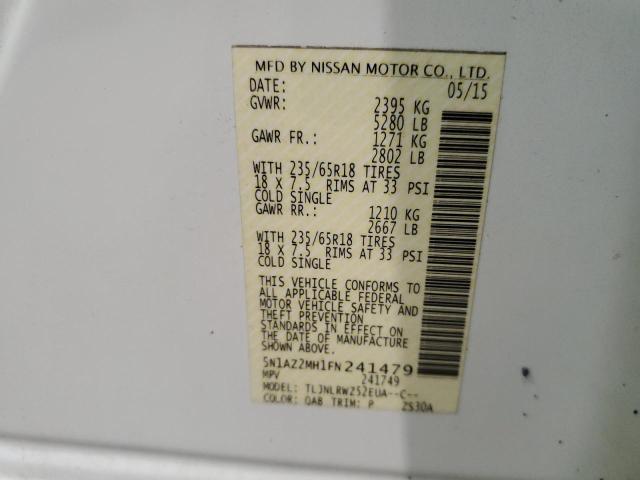 MFD BY NISSAN MOTOR CO., LTD.
DATE: 05/15
GVWR: 2395 KG
5280 LB
GAWR FR.: 1271 KG
2802 LB
WITH 235/65R18 TIRES
18 X 7.5 RIMS AT 33 PSI
COLD SINGLE
GAWR RR.: 1210 KG
2667 LB
WITH 235/65R18 TIRES
18 X 7.5 RIMS AT 33 PSI
COLD SINGLE
THIS VEHICLE CONFORMS TO
ALL APPLICABLE FEDERAL
MOTOR VEHICLE SAFETY AND
THEFT PREVENTION
STANDARDS IN EFFECT ON
THE DATE OF MANUFACTURE
SHOWN ABOVE.
5N1AZ2MH1FN241479
MPV 241749
MODEL: TLJNLRWZ52EUA--C--
COLOR: QAB TRIM: P 2S30A